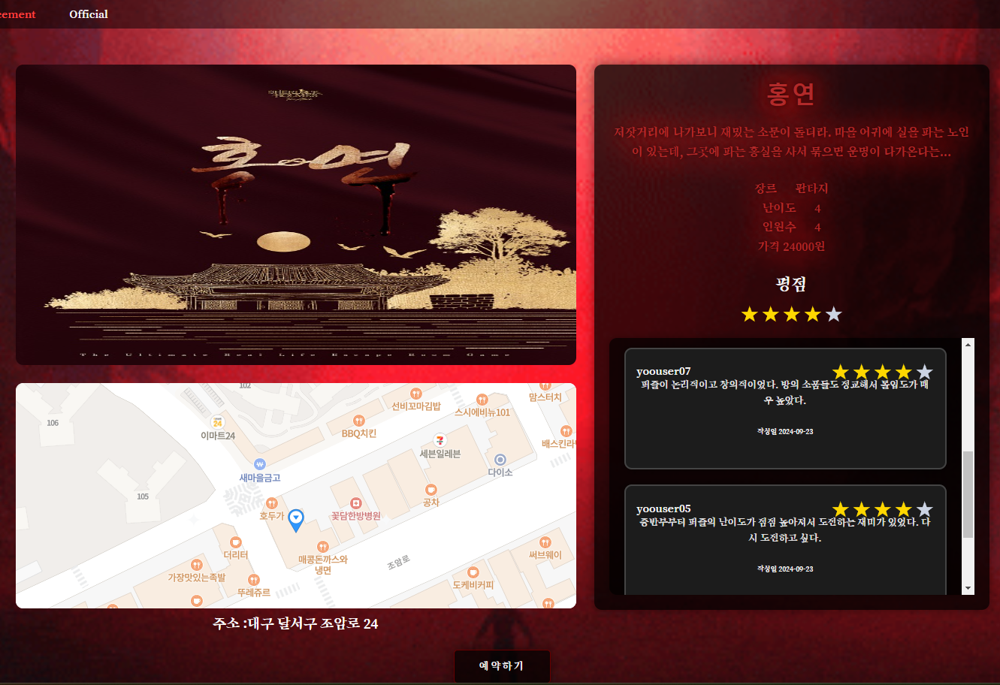 cement
Official
홍연
The Ultimate Real Life Escape Room Game
홍연
저잣거리에 나가보니 재밌는 소문이 돌더라. 마을 어귀에 실을 파는 노인
이 있는데, 그곳에 파는 홍실을 사서 묶으면 운명이 다가온다는...
장르 판타지
난이도 4
인원수 4
가격 24000원
평점
yoouser07
퍼즐이 논리적이고 창의적이었다. 방의 소품들도 정교해서 몰입도가 매
우 높았다.
작성일 2024-09-23
yoouser05
중반부부터 퍼즐의 난이도가 점점 높아져서 도전하는 재미가 있었다. 다
시 도전하고 싶다.
작성일 2024-09-23
102
106
105
24
이마트24
선비꼬마김밥
스시에비뉴101
맘스터치
BBQ치킨
세븐일레븐
배스킨라
새마을금고
다이소
공차
호두가
꽃담한방병원
더리터
매콤돈까스와
냉면
조암로
써브웨이
가장맛있는족발
뚜레쥬르
도케비커피
주소 :대구 달서구 조암로 24
예약하기